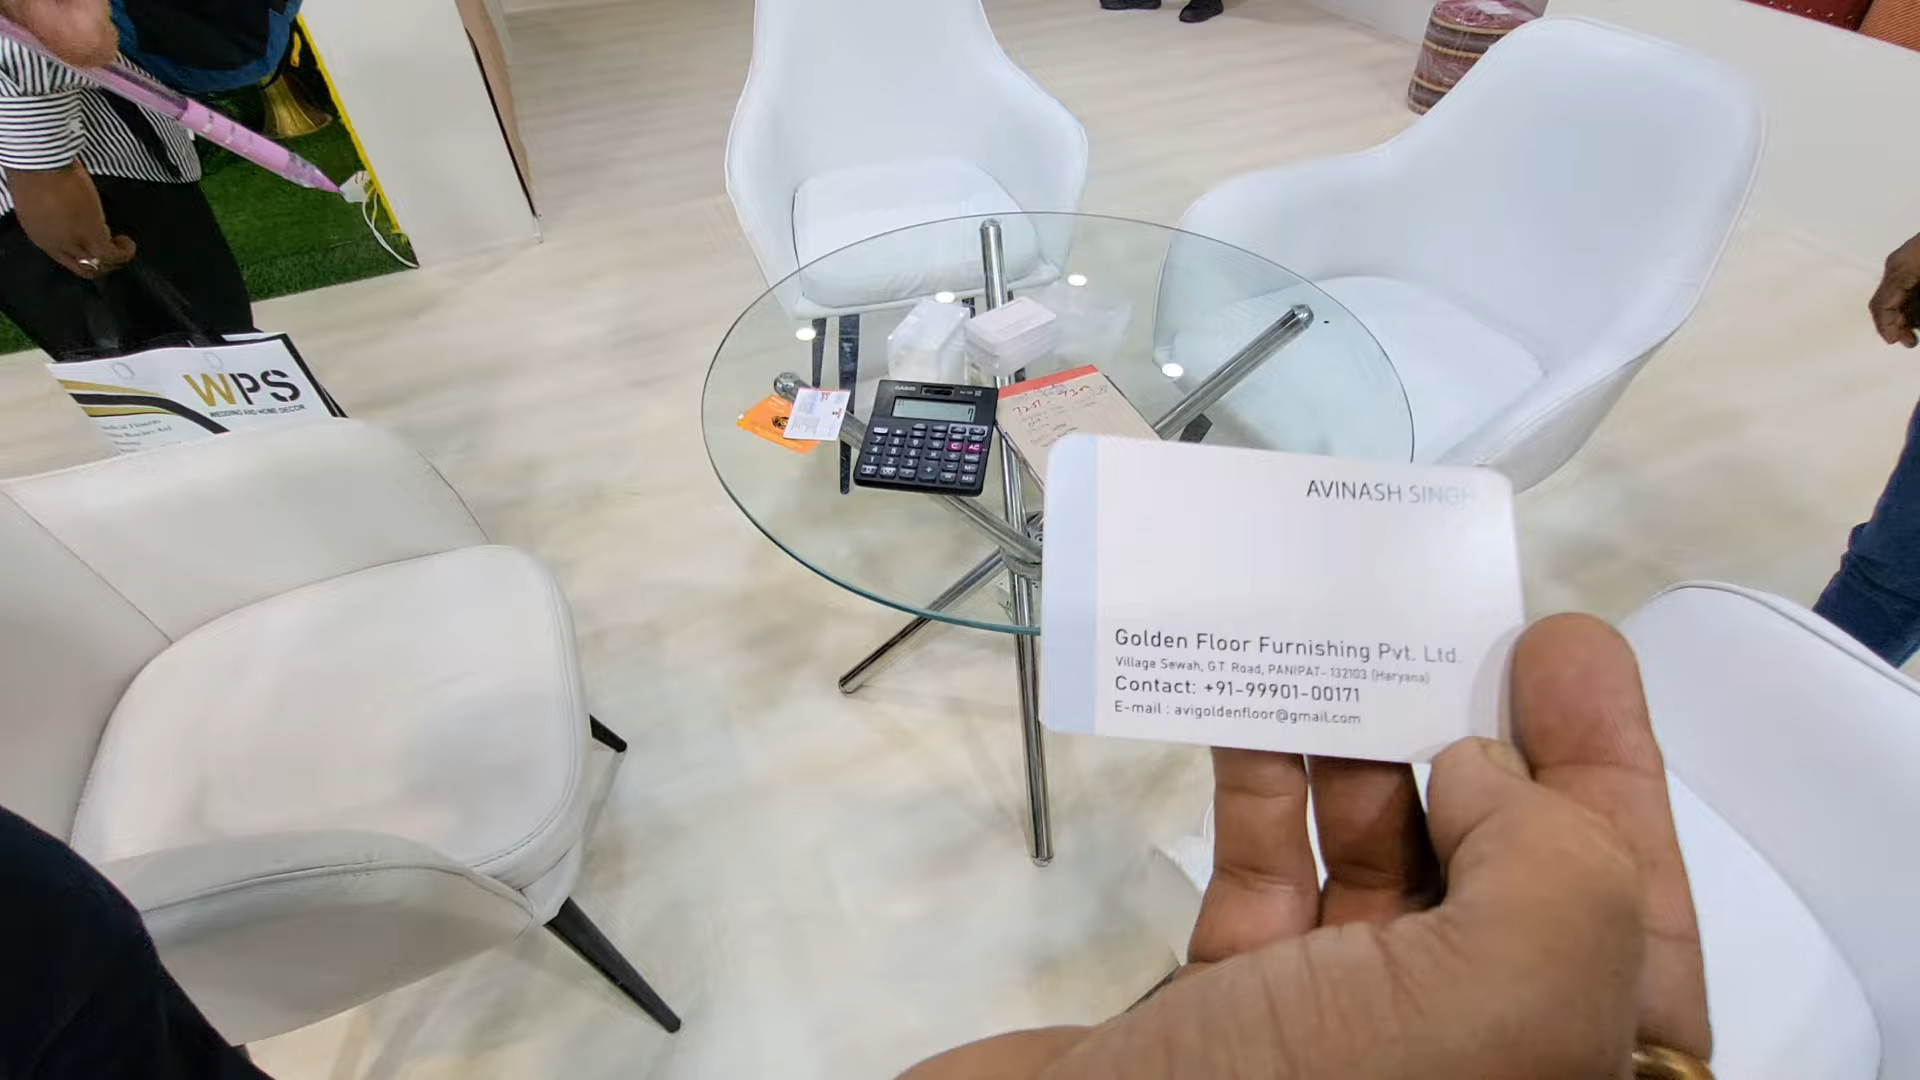 WPS
WEDDING AND HOME DECOR
CASIO
AVINASH SINGH
Golden Floor Furnishing Pvt. Ltd.
Village Sewah, G.T. Road, PANIPAT- 132103 (Haryana)
Contact: +91-99901-00171
E-mail : avigoldenfloor@gmail.com